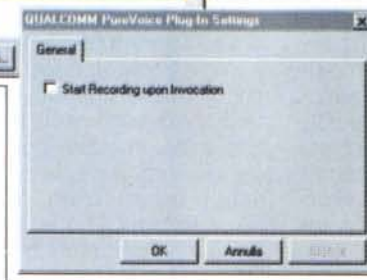 QUALCOMM PureVoice Plug-In Settings
General
Start Recording upon Invocation
OK
Annulla